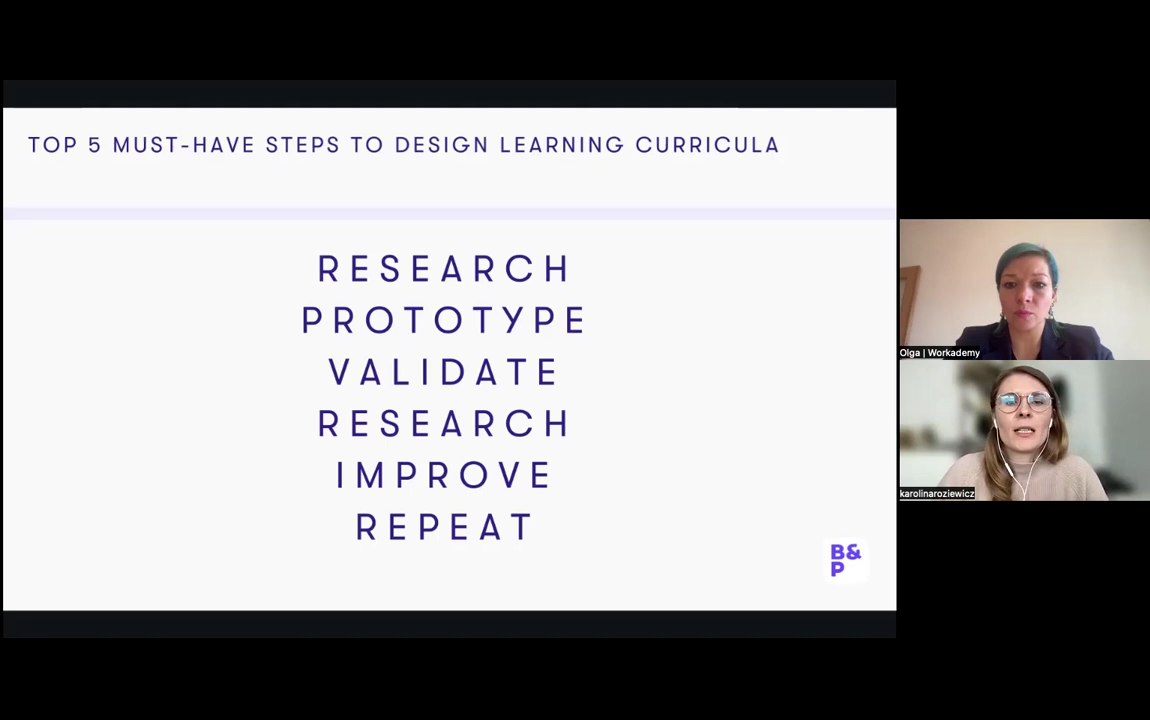 TOP 5 MUST-HAVE STEPS TO DESIGN LEARNING CURRICULA
RESEARCH
PROTOTYPE
VALIDATE
RESEARCH
IMPROVE
REPEAT
B&
P
Olga | Workademy
karolinaroziewicz